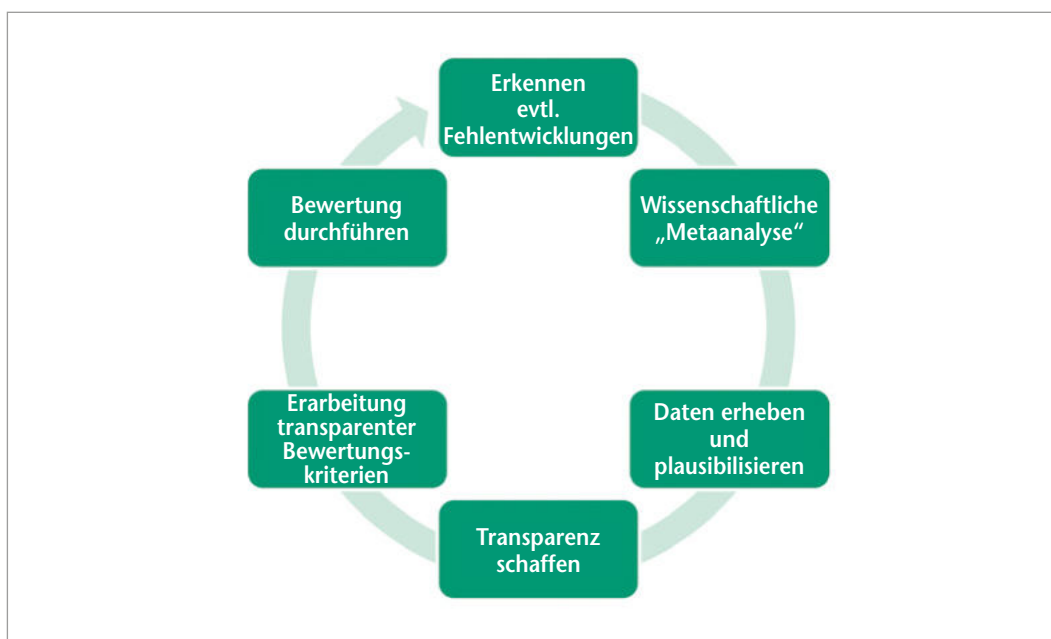 Erkennen
evtl.
Fehlentwicklungen
Wissenschaftliche
„Metaanalyse“
Daten erheben
und
plausibilisieren
Transparenz
schaffen
Erarbeitung
transparenter
Bewertungs-
kriterien
Bewertung
durchführen